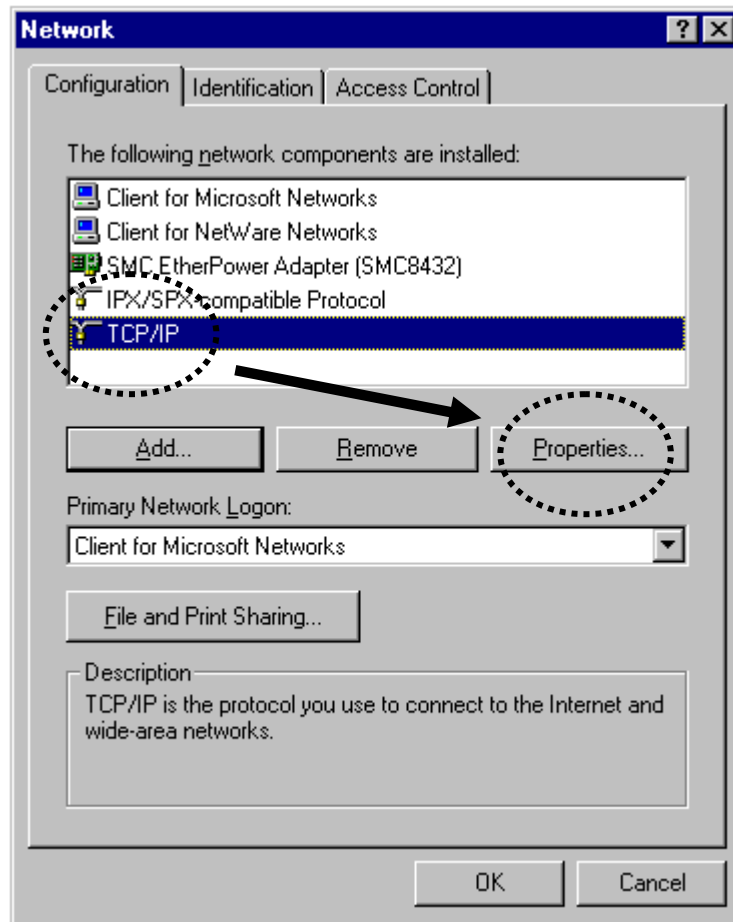 Network
Configuration Identification Access Control
The following network components are installed:
Client for Microsoft Networks
Client for NetWare Networks
SMC EtherPower Adapter (SMC8432)
IPX/SPX-compatible Protocol
TCP/IP
Add... Remove Properties...
Primary Network Logon:
Client for Microsoft Networks
File and Print Sharing...
Description
TCP/IP is the protocol you use to connect to the Internet and
wide-area networks.
OK Cancel